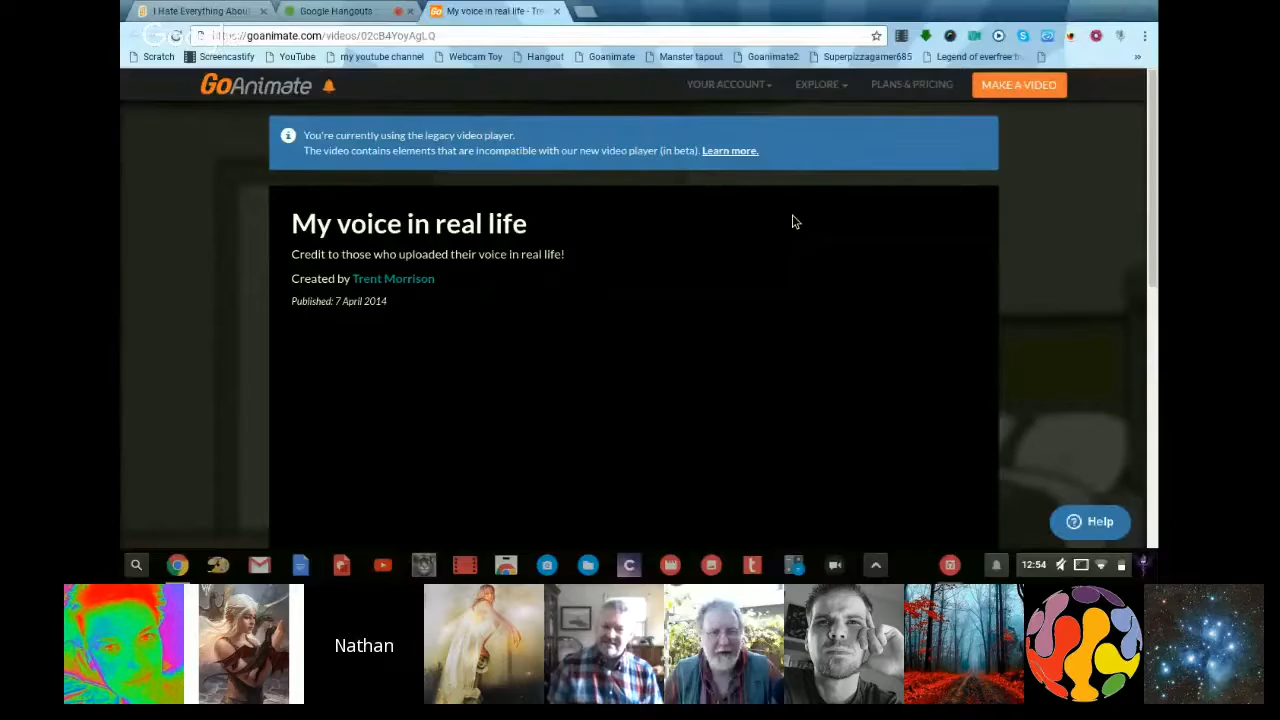 I Hate Everything Abou
Google Hangouts
My voice in real life - Tre
goanimate.com/videos/02cB4YoyAgLQ
Scratch
Screencastify
YouTube
my youtube channel
Webcam Toy
Hangout
Goanimate
Manster tapout
Goanimate2
Superpizzagamer685
Legend of everfree tr
»
GoAnimate
YOUR ACCOUNT
EXPLORE
PLANS & PRICING
MAKE A VIDEO
You're currently using the legacy video player.
The video contains elements that are incompatible with our new video player (in beta). Learn more.
My voice in real life
Credit to those who uploaded their voice in real life!
Created by Trent Morrison
Published: 7 April 2014
Help
12:54
Nathan